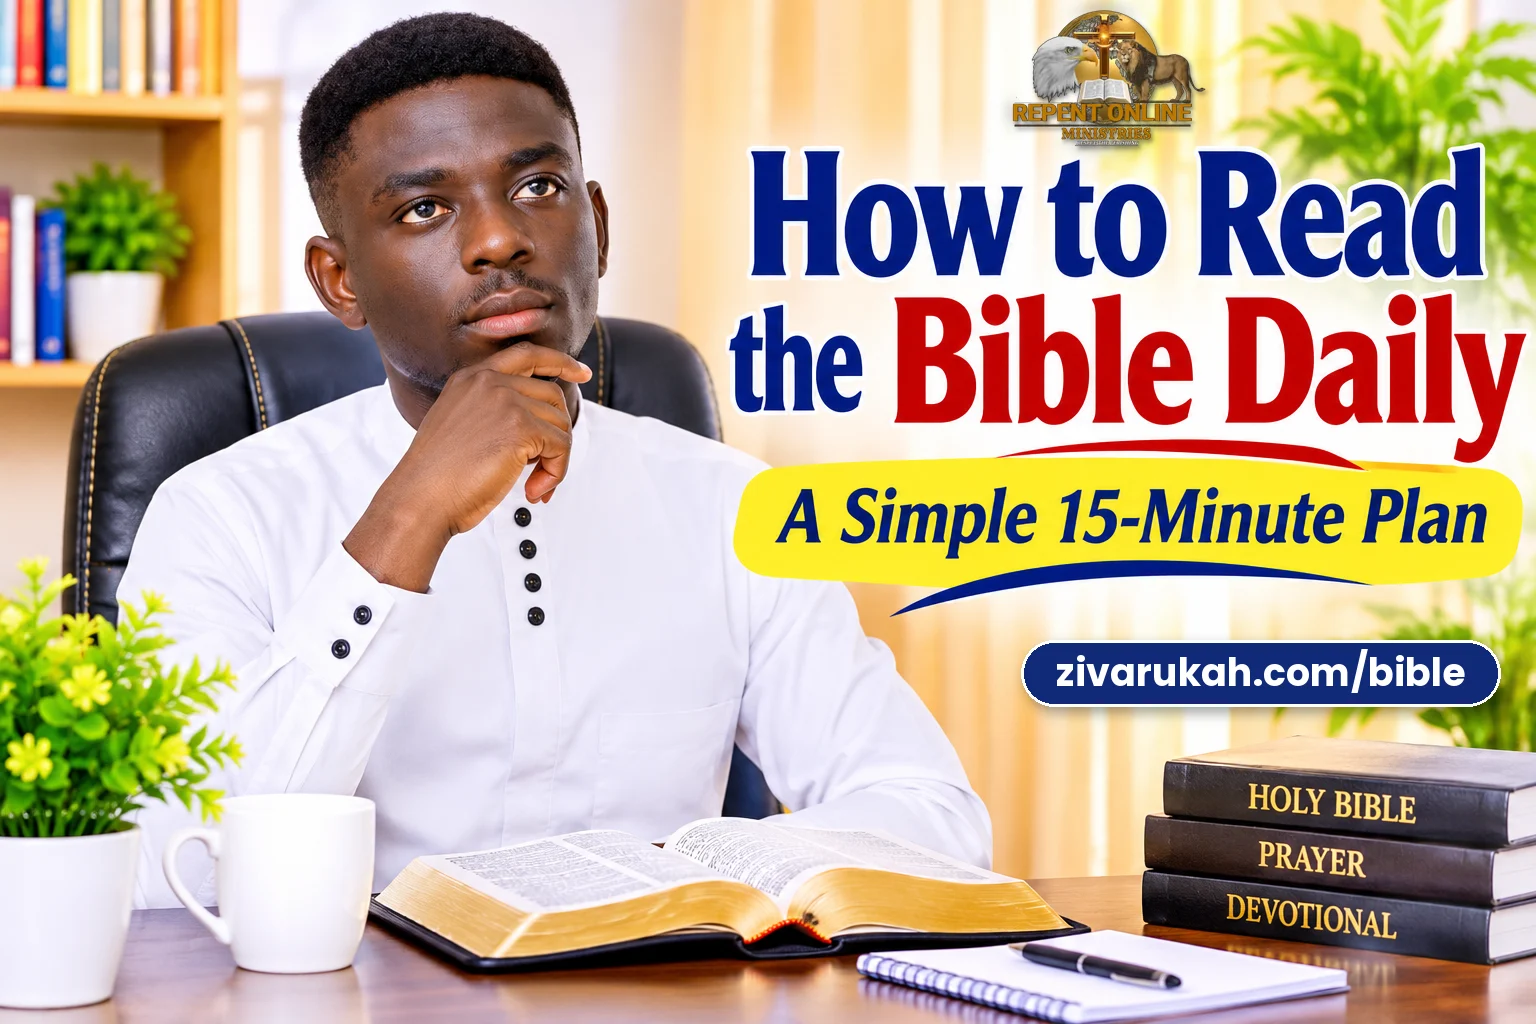 REPENT ONLINE
MINISTRIES
How to Read
the Bible Daily
A Simple 15-Minute Plan
zivarukah.com/bible
HOLY BIBLE
PRAYER
DEVOTIONAL